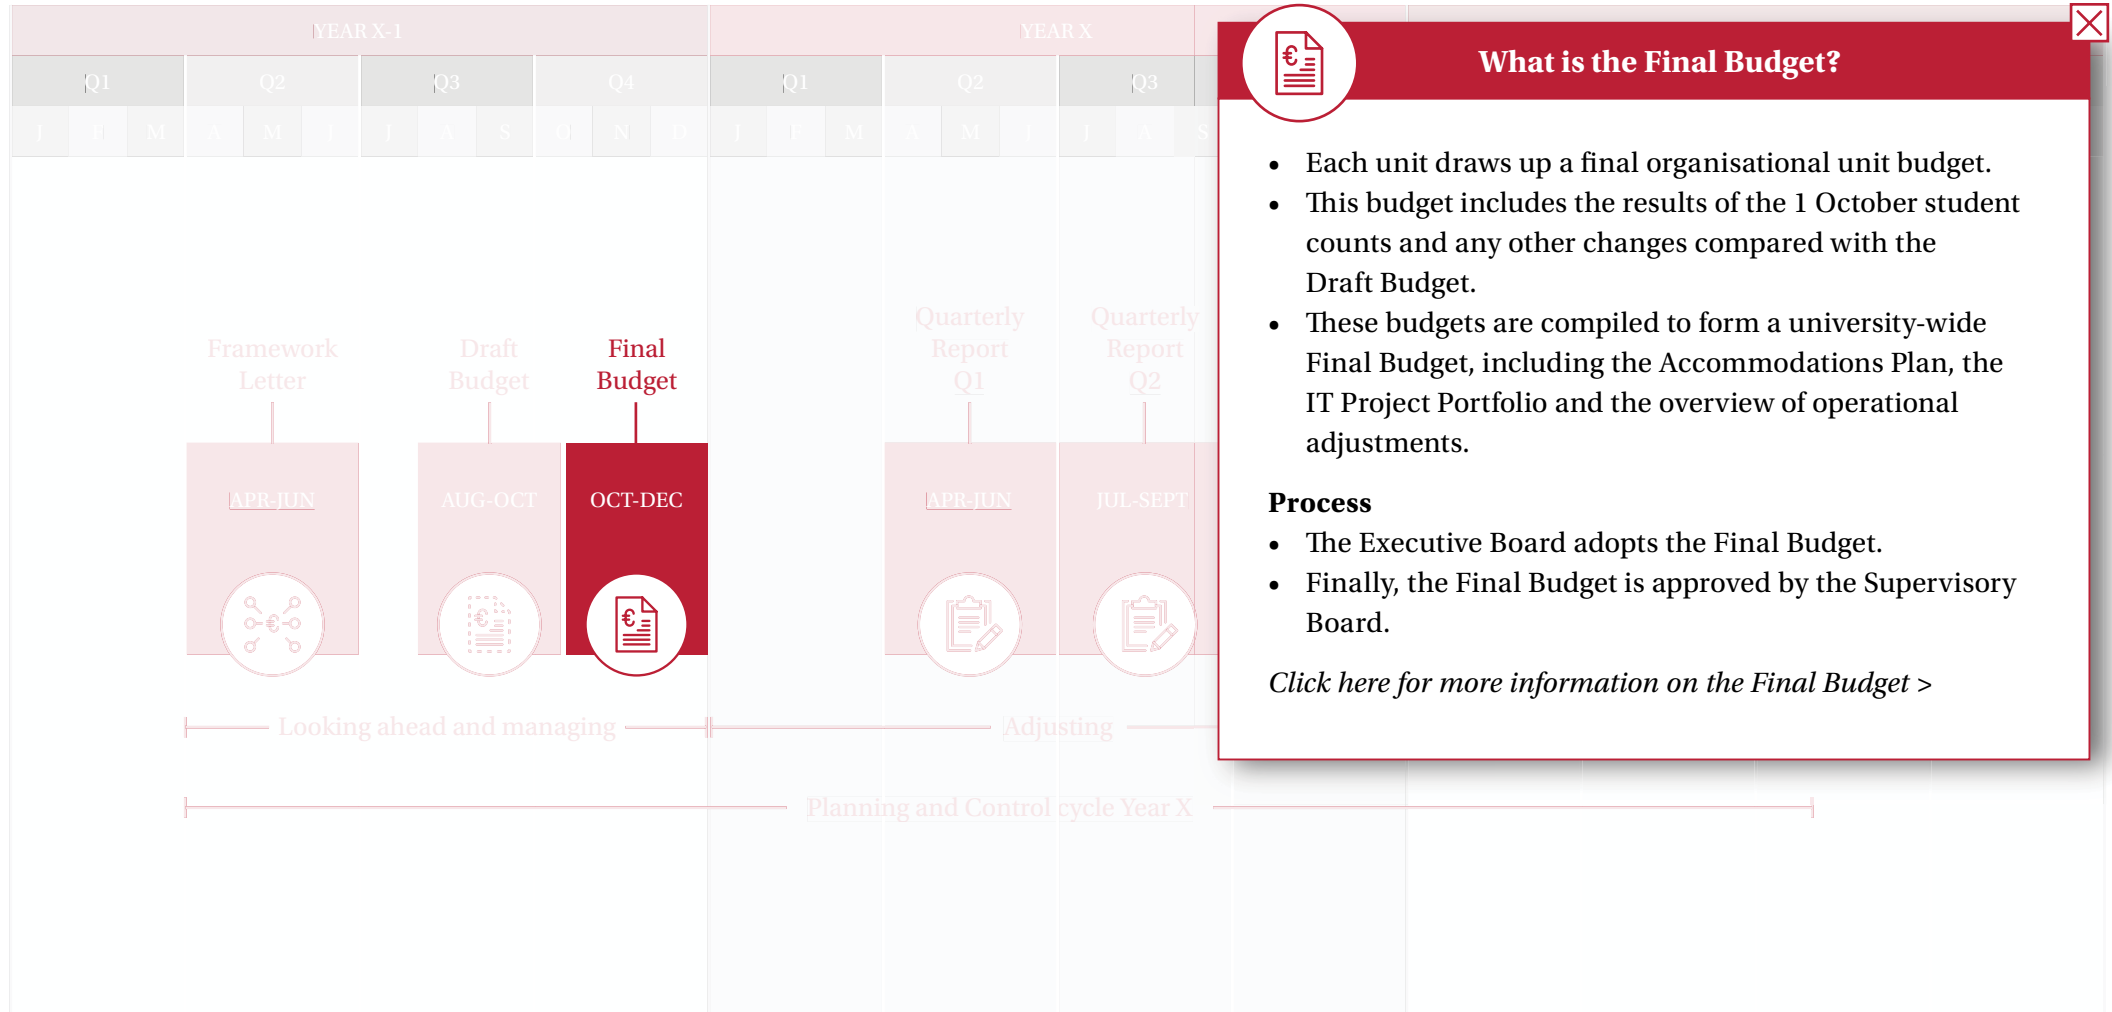 YEAR X-1
YEAR X
Q1 Q2 Q3 Q4 Q1 Q2 Q3
J F M A M J J A S O N D J F M A M J J A S
Framework
Letter
Draft
Budget
Final
Budget
Quarterly
Report
Q1
Quarterly
Report
Q2
APR-JUN
AUG-OCT
OCT-DEC
APR-JUN
JUL-SEPT
Looking ahead and managing
Adjusting
Planning and Control cycle Year X
What is the Final Budget?
• Each unit draws up a final organisational unit budget.
• This budget includes the results of the 1 October student
counts and any other changes compared with the
Draft Budget.
• These budgets are compiled to form a university-wide
Final Budget, including the Accommodations Plan, the
IT Project Portfolio and the overview of operational
adjustments.
Process
• The Executive Board adopts the Final Budget.
• Finally, the Final Budget is approved by the Supervisory
Board.
Click here for more information on the Final Budget >